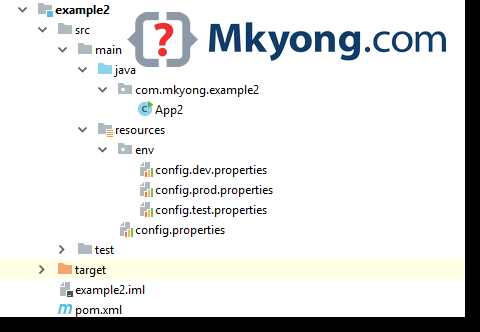 example2
src
Mkyong.com
main
java
com.mkyong.example2
App2
resources
env
config.dev.properties
config.prod.properties
config.test.properties
config.properties
test
target
example2.iml
pom.xml